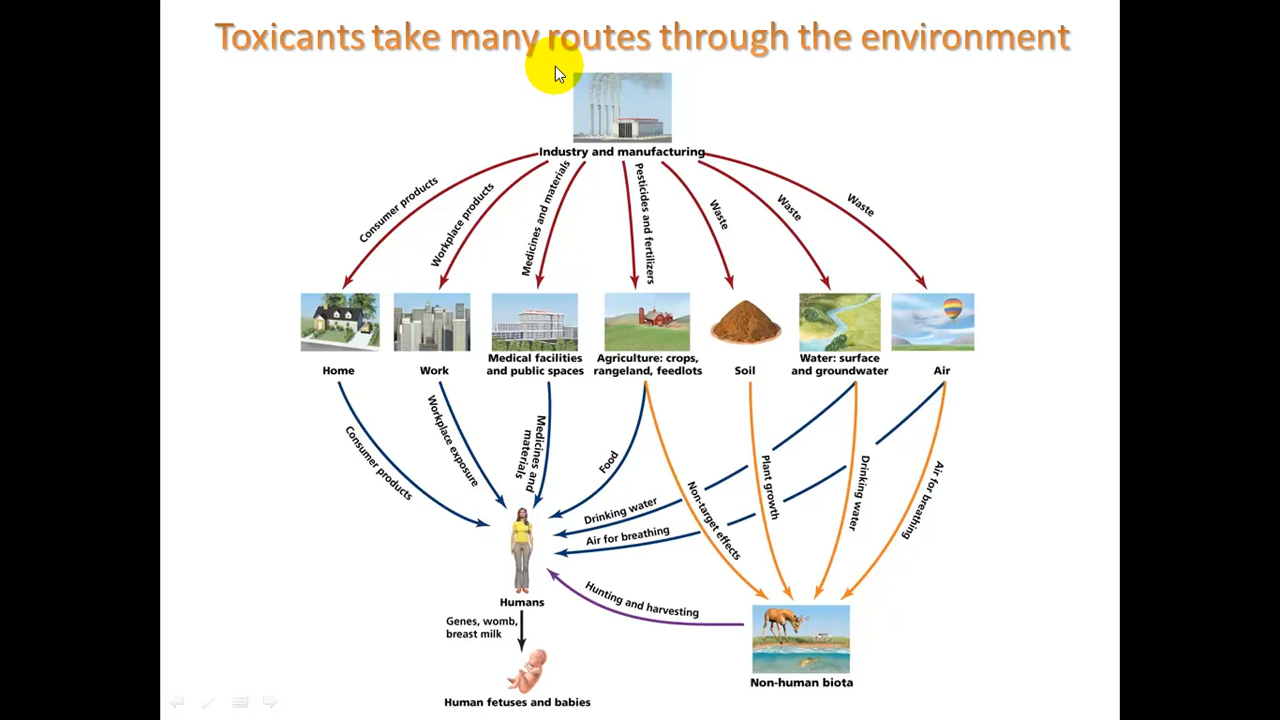 Toxicants take many routes through the environment
Industry and manufacturing
Consumer products
Workplace products
Medicines and materials
Pesticides and fertilizers
Waste
Waste
Waste
Home
Work
Medical facilities
and public spaces
Agriculture: crops,
rangeland, feedlots
Soil
Water: surface
and groundwater
Air
Consumer products
Workplace exposure
Medicines and
materials
Food
Drinking water
Air for breathing
Non-target effects
Plant growth
Drinking water
Air for breathing
Hunting and harvesting
Humans
Genes, womb,
breast milk
Human fetuses and babies
Non-human biota